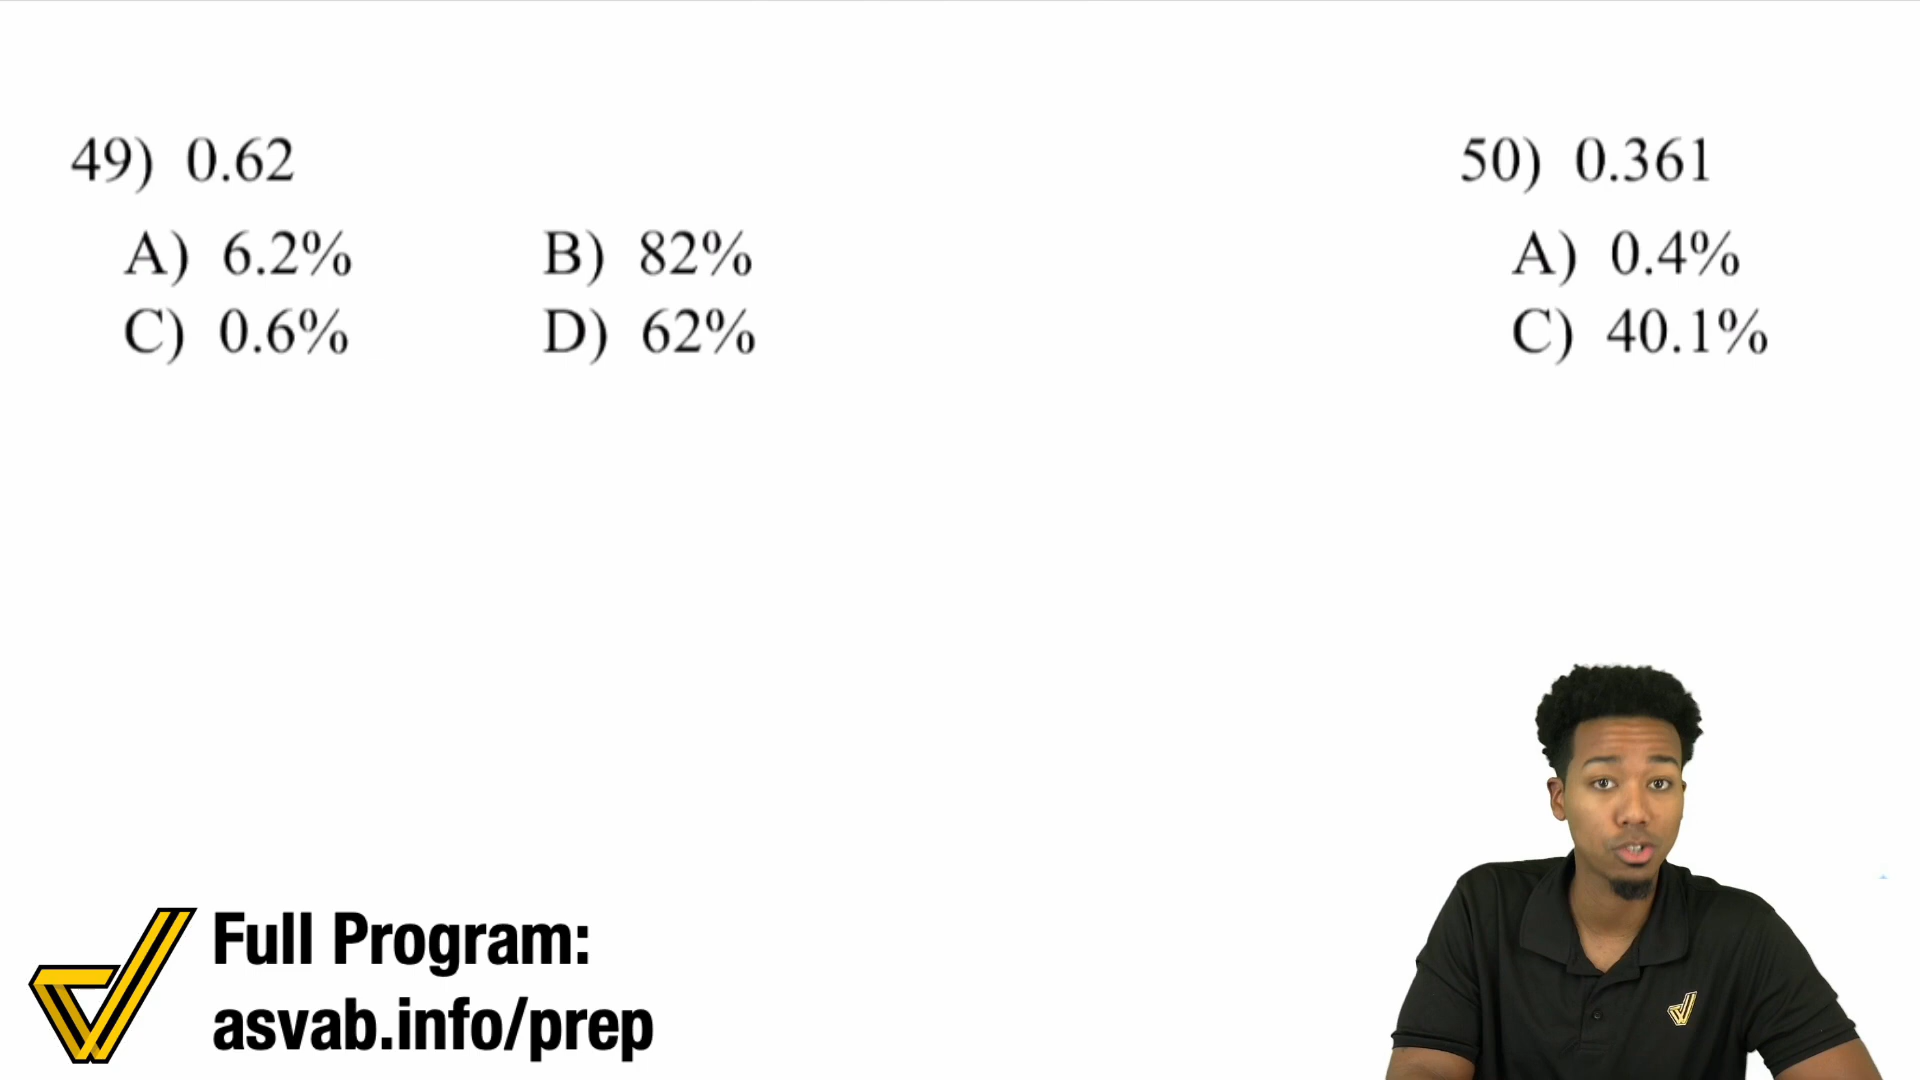 49) 0.62
A) 6.2% B) 82%
C) 0.6% D) 62%
50) 0.361
A) 0.4%
C) 40.1%
Full Program:
asvab.info/prep